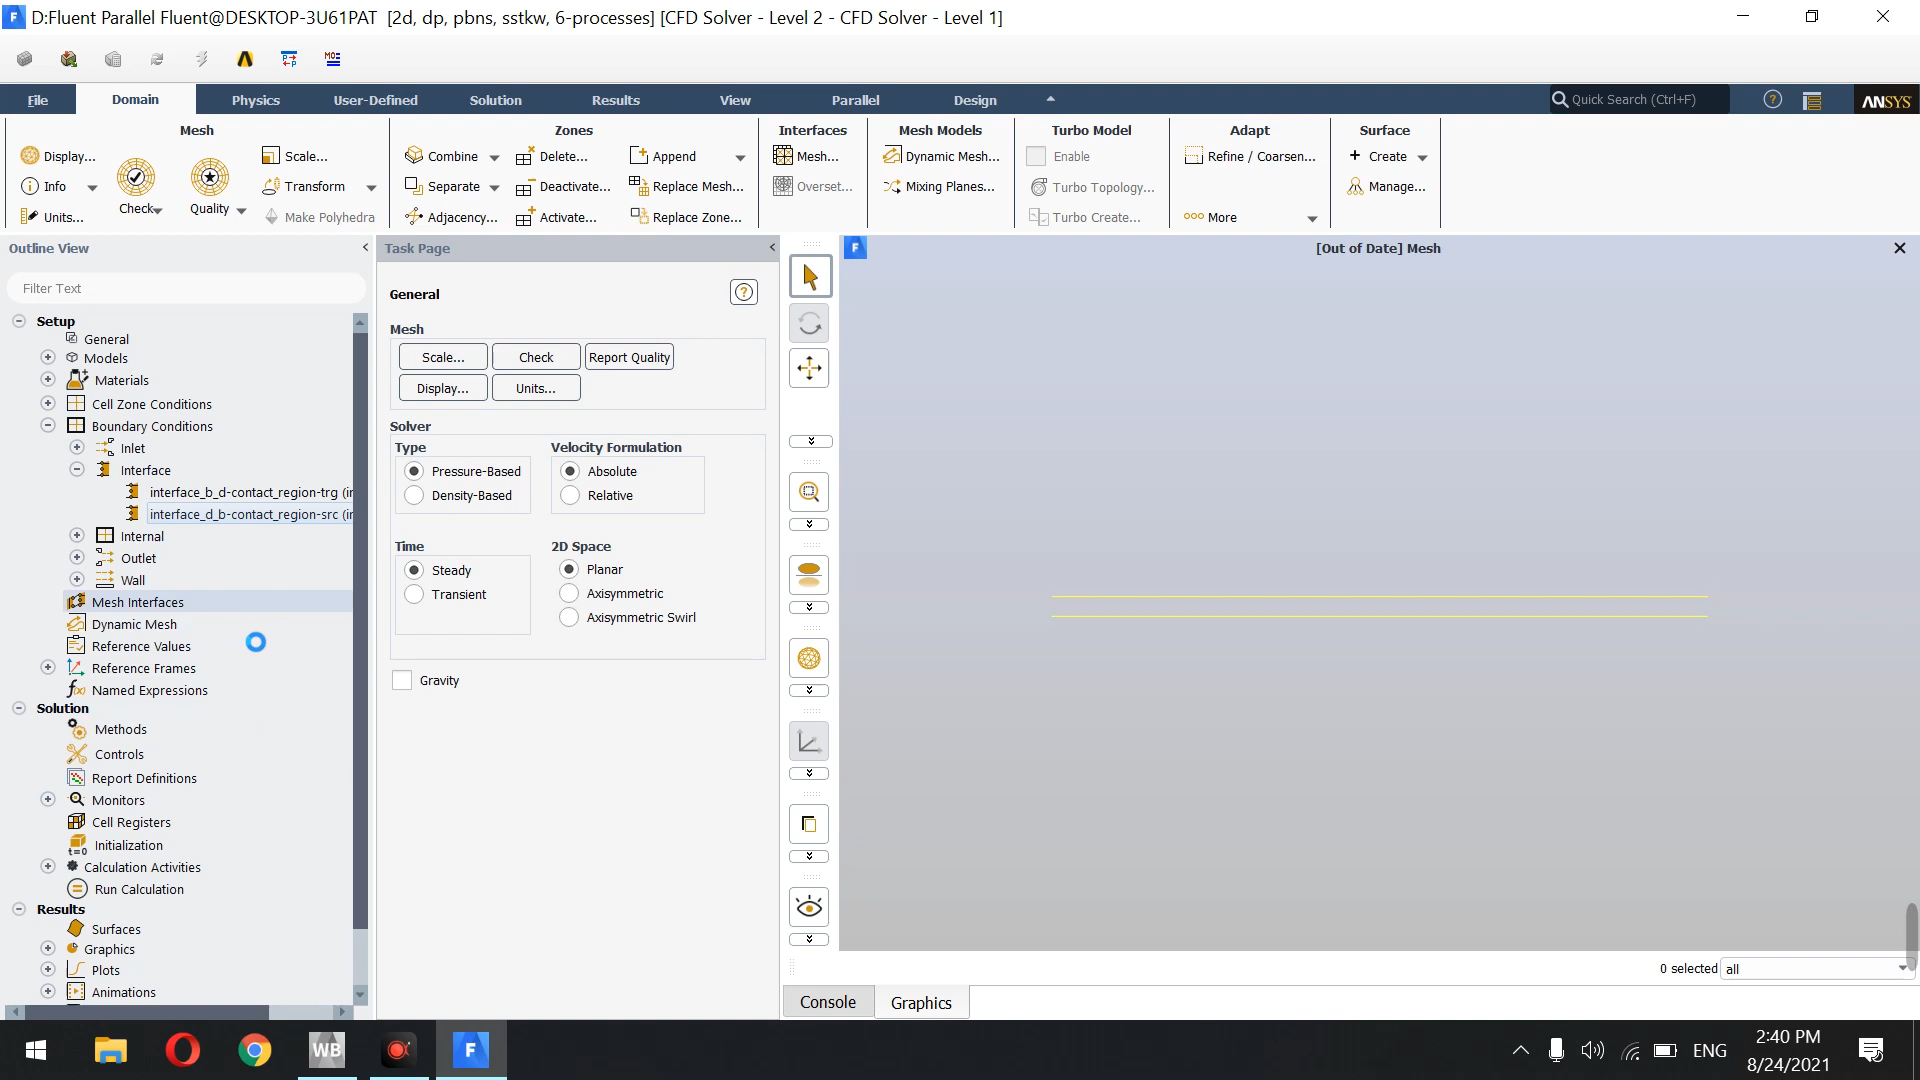 D:Fluent Parallel Fluent@DESKTOP-3U61PAT [2d, dp, pbns, sstkw, 6-processes] [CFD Solver - Level 2 - CFD Solver - Level 1]
File Domain Physics User-Defined Solution Results View Parallel Design Quick Search (Ctrl+F) ANSYS
Mesh Zones Interfaces Mesh Models Turbo Model Adapt Surface
Display... Scale... Combine Delete... Append Mesh... Dynamic Mesh... Enable Refine / Coarsen... Create
Info Transform Separate Deactivate... Replace Mesh... Overset... Mixing Planes... Turbo Topology... Manage...
Check Quality
Units... Make Polyhedra Adjacency... Activate... Replace Zone... Turbo Create... More
Outline View
Filter Text
Setup
General
Models
Materials
Cell Zone Conditions
Boundary Conditions
Inlet
Interface
interface_b_d-contact_region-trg (in
interface_d_b-contact_region-src (in
Internal
Outlet
Wall
Mesh Interfaces
Dynamic Mesh
Reference Values
Reference Frames
Named Expressions
Solution
Methods
Controls
Report Definitions
Monitors
Cell Registers
Initialization
Calculation Activities
Run Calculation
Results
Surfaces
Graphics
Plots
Animations
Task Page
General
Mesh
Scale... Check Report Quality
Display... Units...
Solver
Type Velocity Formulation
Pressure-Based Absolute
Density-Based Relative
Time 2D Space
Steady Planar
Transient Axisymmetric
Axisymmetric Swirl
Gravity
[Out of Date] Mesh
0 selected all
Console Graphics
WB F ENG 2:40 PM
8/24/2021